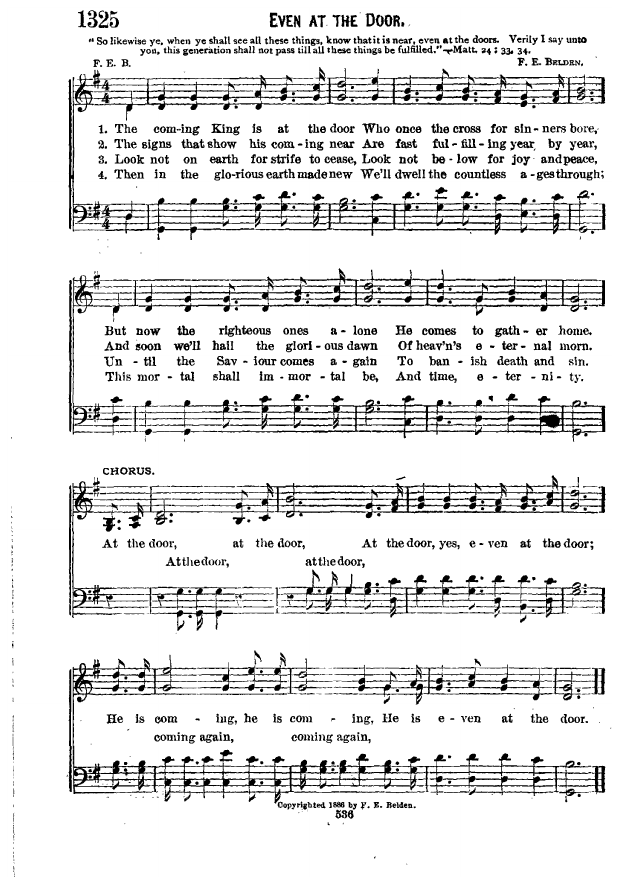 1325
EVEN AT THE DOOR.
"So likewise ye, when ye shall see all these things, know that it is near, even at the doors. Verily I say unto
you, this generation shall not pass till all these things be fulfilled."—Matt. 24 : 33, 34.
F. E. B. F. E. BELDEN.
4
4
1. The com-ing King is at the door Who once the cross for sin-ners bore,
2. The signs that show his com-ing near Are fast ful-fill-ing year by year,
3. Look not on earth for strife to cease, Look not be-low for joy and peace,
4. Then in the glo-rious earth made new We'll dwell the countless a-ges through;
4
4
But now the righteous ones a-lone He comes to gath-er home.
And soon we'll hail the glori-ous dawn Of heav'n's e-ter-nal morn.
Un-til the Sav-iour comes a-gain To ban-ish death and sin.
This mor-tal shall im-mor-tal be, And time, e-ter-ni-ty.
CHORUS.
At the door, at the door, At the door, yes, e-ven at the door;
At the door, at the door,
He is com - ing, he is com - ing, He is e-ven at the door.
coming again, coming again,
Copyrighted 1886 by F. E. Belden.
536